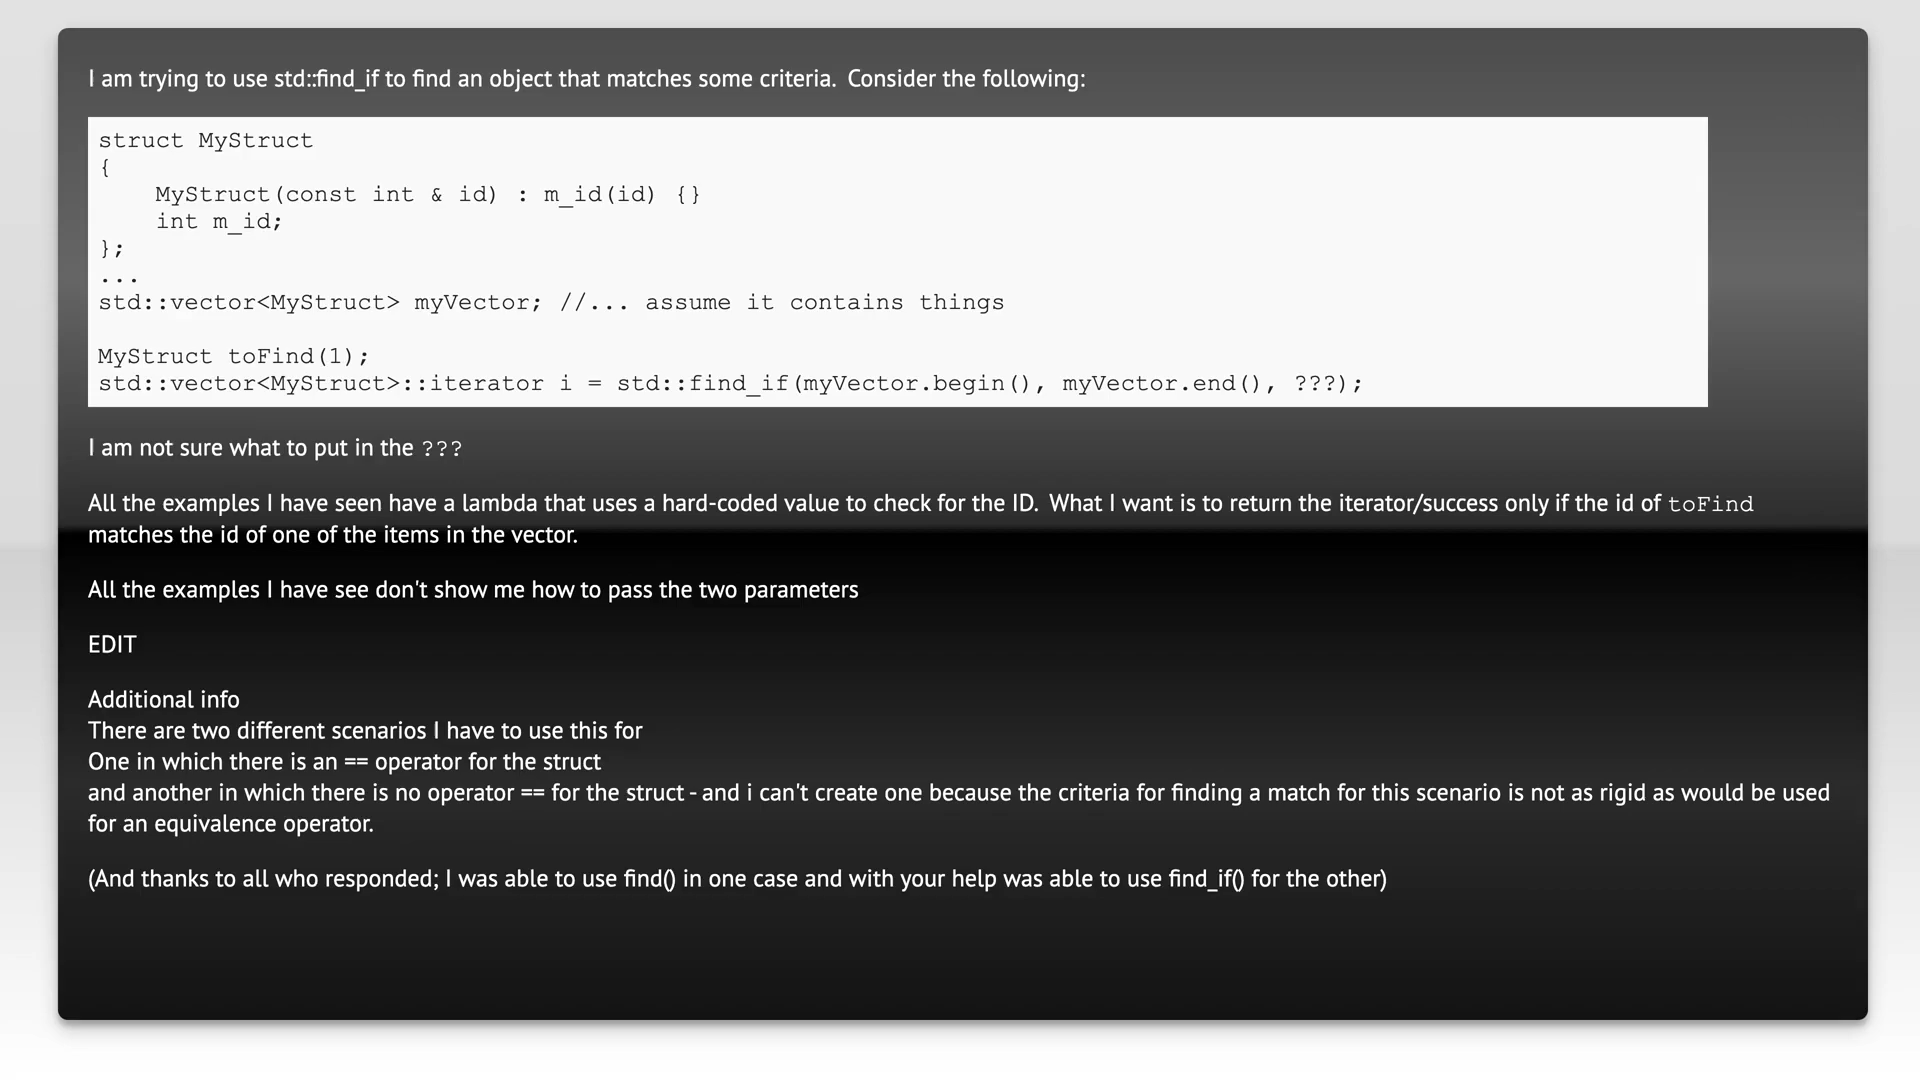 I am trying to use std::find_if to find an object that matches some criteria.  Consider the following:
struct MyStruct
{
    MyStruct(const int & id) : m_id(id) {}
    int m_id;
};
...
std::vector<MyStruct> myVector; //... assume it contains things
MyStruct toFind(1);
std::vector<MyStruct>::iterator i = std::find_if(myVector.begin(), myVector.end(), ???);
I am not sure what to put in the ???
All the examples I have seen have a lambda that uses a hard-coded value to check for the ID.  What I want is to return the iterator/success only if the id of toFind
matches the id of one of the items in the vector.
All the examples I have see don't show me how to pass the two parameters
EDIT
Additional info
There are two different scenarios I have to use this for
One in which there is an == operator for the struct
and another in which there is no operator == for the struct - and i can't create one because the criteria for finding a match for this scenario is not as rigid as would be used
for an equivalence operator.
(And thanks to all who responded; I was able to use find() in one case and with your help was able to use find_if() for the other)